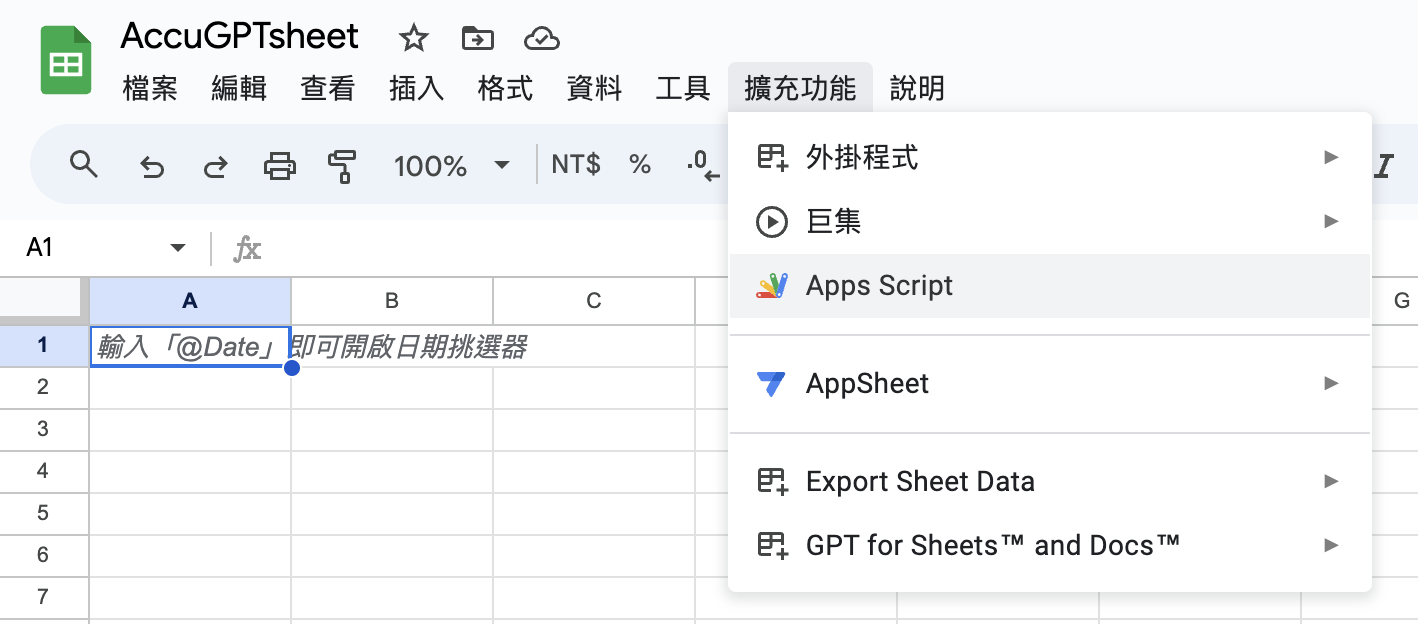 AccuGPTsheet
檔案 編輯 查看 插入 格式 資料 工具 擴充功能 說明
100% NT$ % .0 I
A1 fx
外掛程式
巨集
Apps Script
AppSheet
Export Sheet Data
GPT for Sheets™ and Docs™
A B C G
1 輸入「@Date」即可開啟日期挑選器
2
3
4
5
6
7